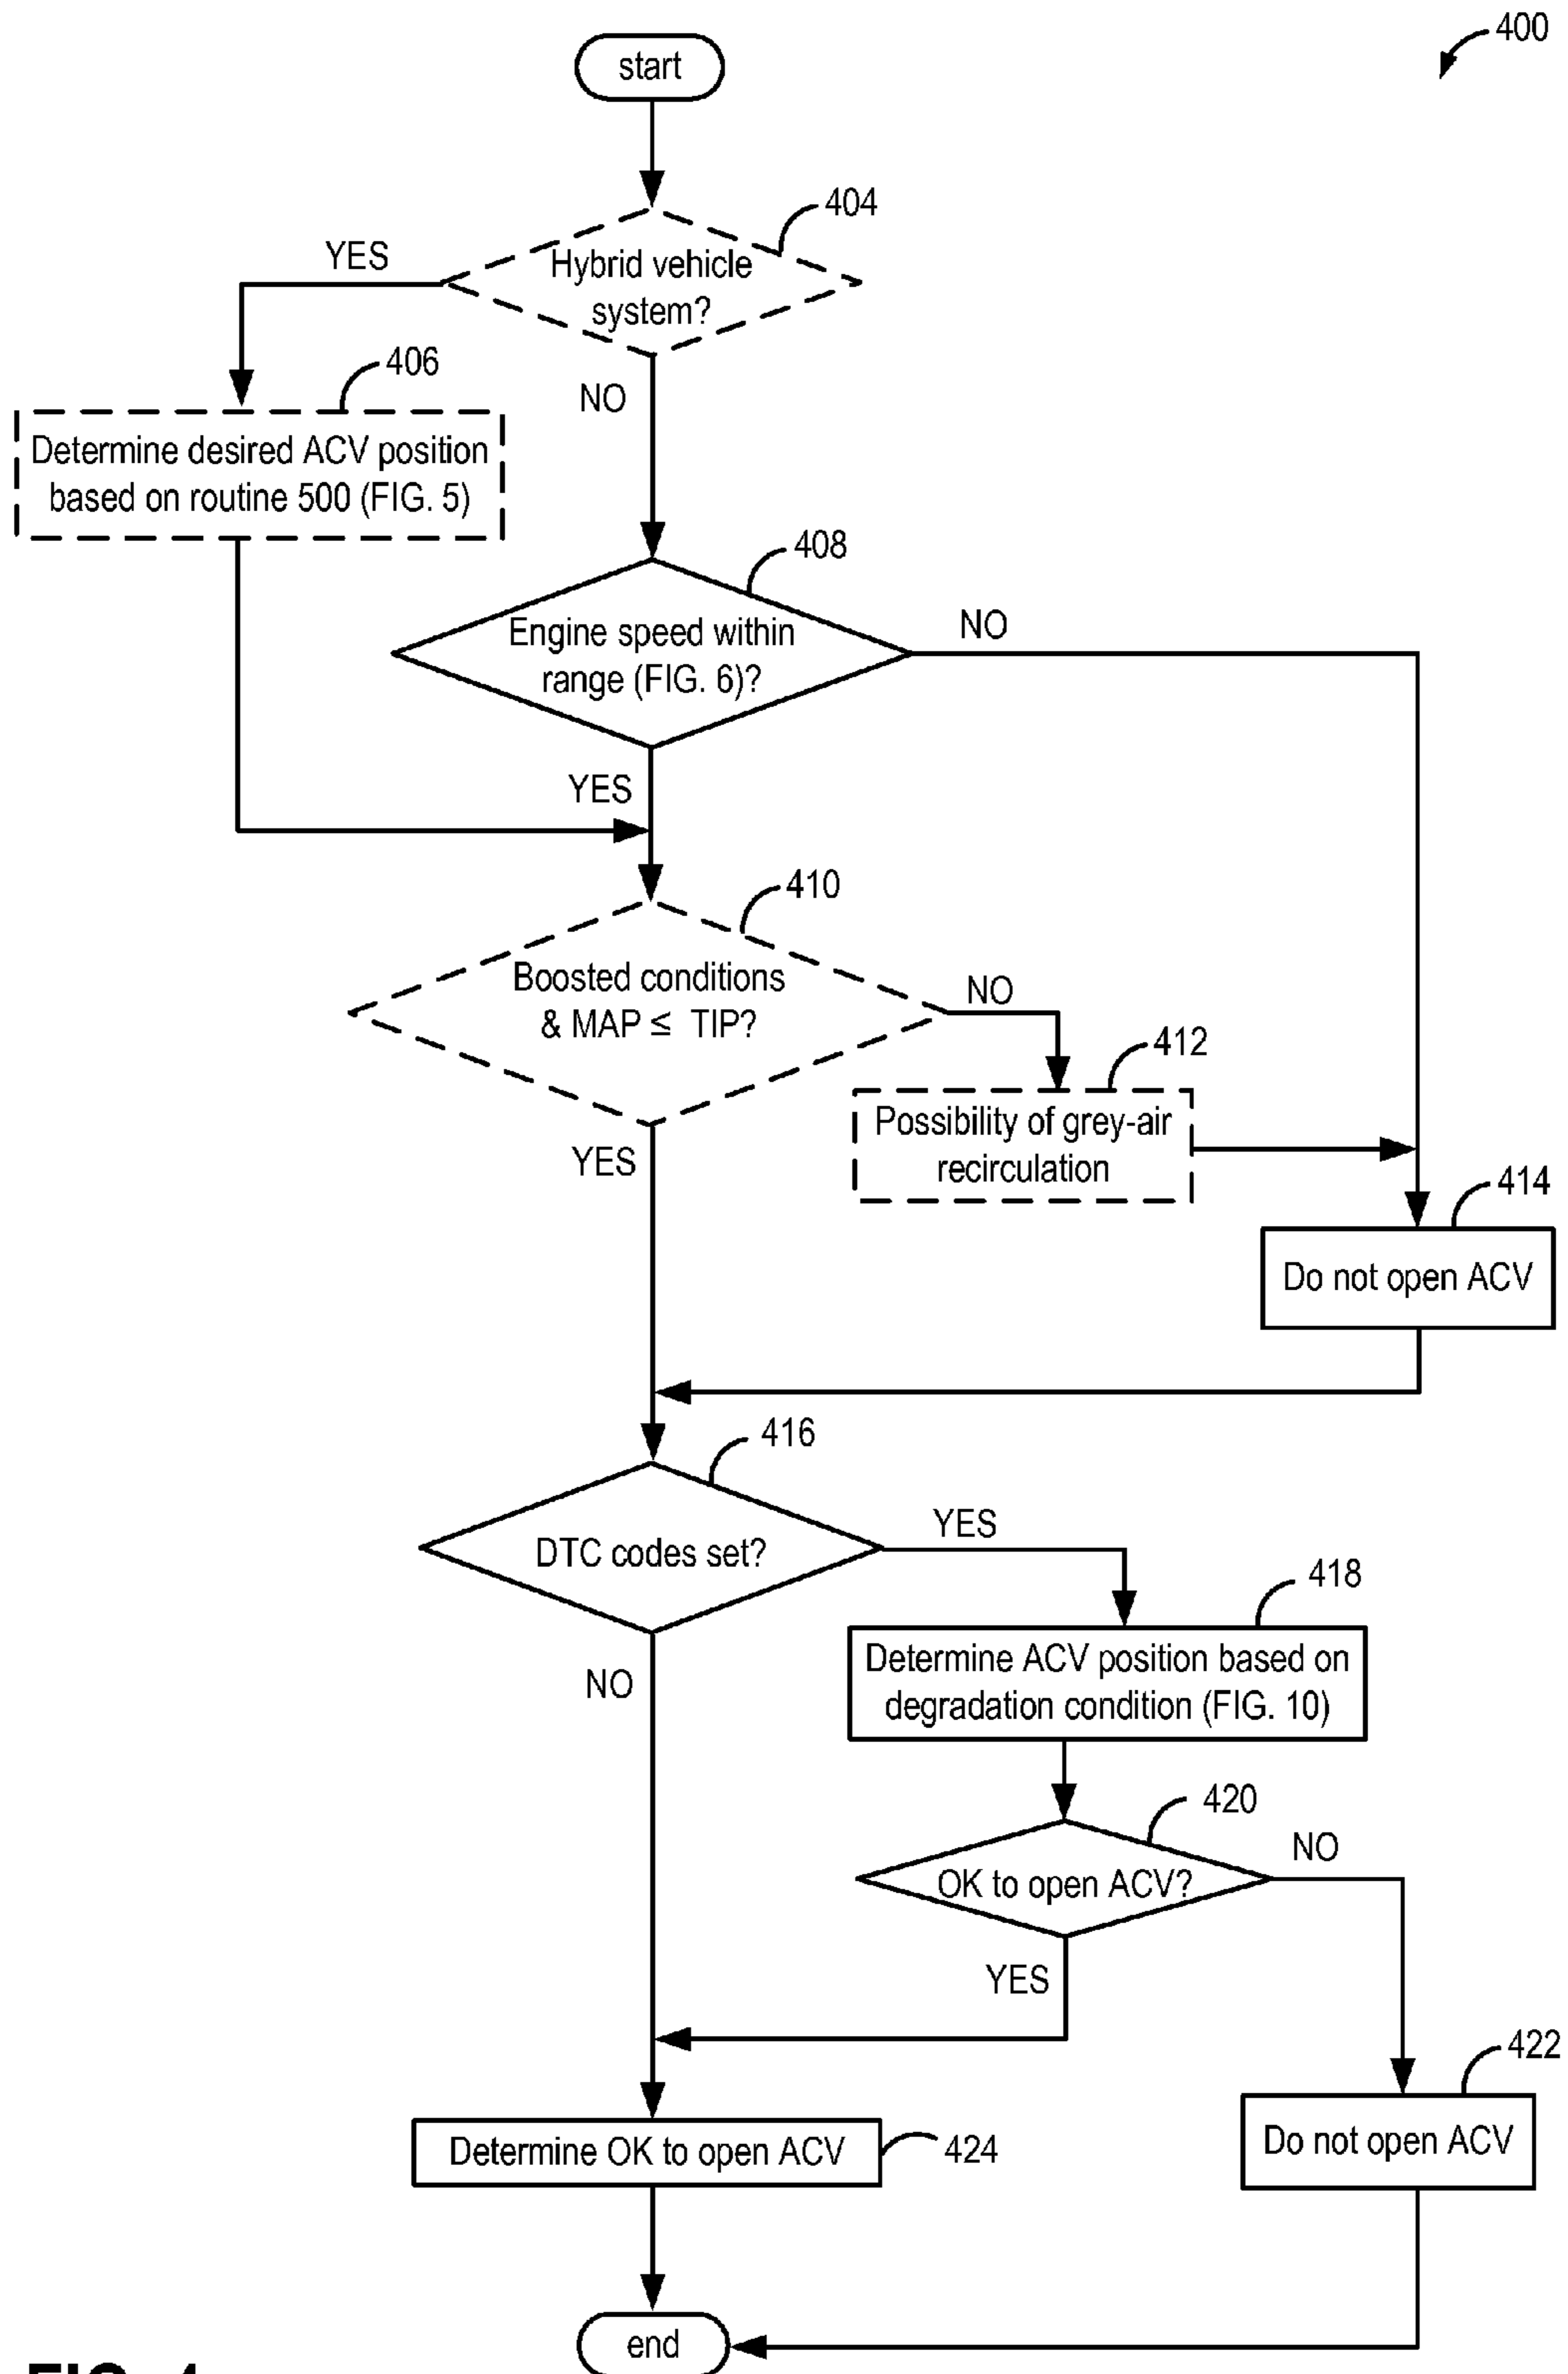 400
start
404
YES
Hybrid vehicle
system?
406
NO
Determine desired ACV position
based on routine 500 (FIG. 5)
408
NO
Engine speed within
range (FIG. 6)?
YES
410
Boosted conditions
& MAP ≤ TIP?
NO
412
Possibility of grey-air
recirculation
YES
414
Do not open ACV
416
YES
DTC codes set?
418
Determine ACV position based on
degradation condition (FIG. 10)
NO
420
NO
OK to open ACV?
YES
422
Do not open ACV
Determine OK to open ACV
424
end